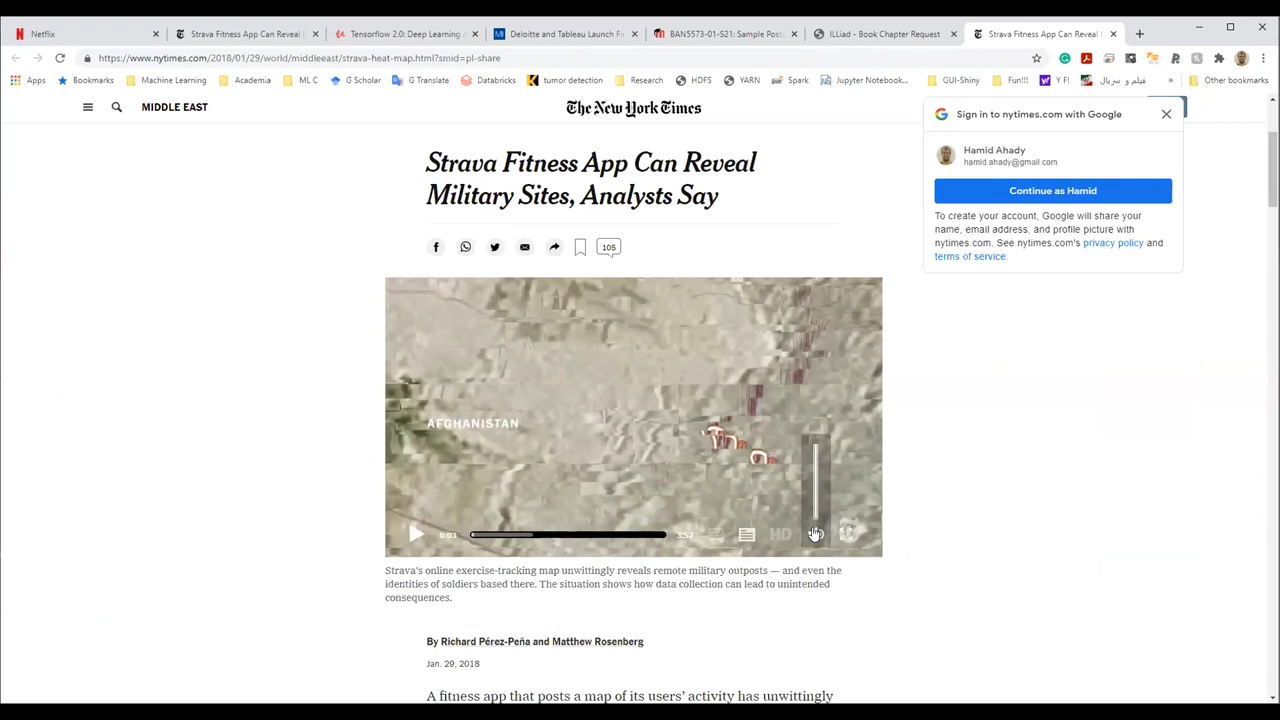 Netflix
Strava Fitness App Can Reveal
Tensorflow 2.0: Deep Learning a
Deloitte and Tableau Launch Fi
BAN5573-01-S21: Sample Post
ILLiad - Book Chapter Request
Strava Fitness App Can Reveal
https://www.nytimes.com/2018/01/29/world/middleeast/strava-heat-map.html?smid=pl-share
Apps Bookmarks Machine Learning Academia ML C G Scholar G Translate Databricks tumor detection Research HDFS YARN Spark Jupyter Notebook... GUI-Shiny Fun!!! Y F! فیلم و سریال » Other bookmarks
MIDDLE EAST
The New York Times
Sign in to nytimes.com with Google
Hamid Ahady
hamid.ahady@gmail.com
Continue as Hamid
To create your account, Google will share your
name, email address, and profile picture with
nytimes.com. See nytimes.com's privacy policy and
terms of service.
Strava Fitness App Can Reveal
Military Sites, Analysts Say
105
AFGHANISTAN
0:03 3:57 HD
Strava's online exercise-tracking map unwittingly reveals remote military outposts — and even the
identities of soldiers based there. The situation shows how data collection can lead to unintended
consequences.
By Richard Pérez-Peña and Matthew Rosenberg
Jan. 29, 2018
A fitness app that posts a map of its users' activity has unwittingly